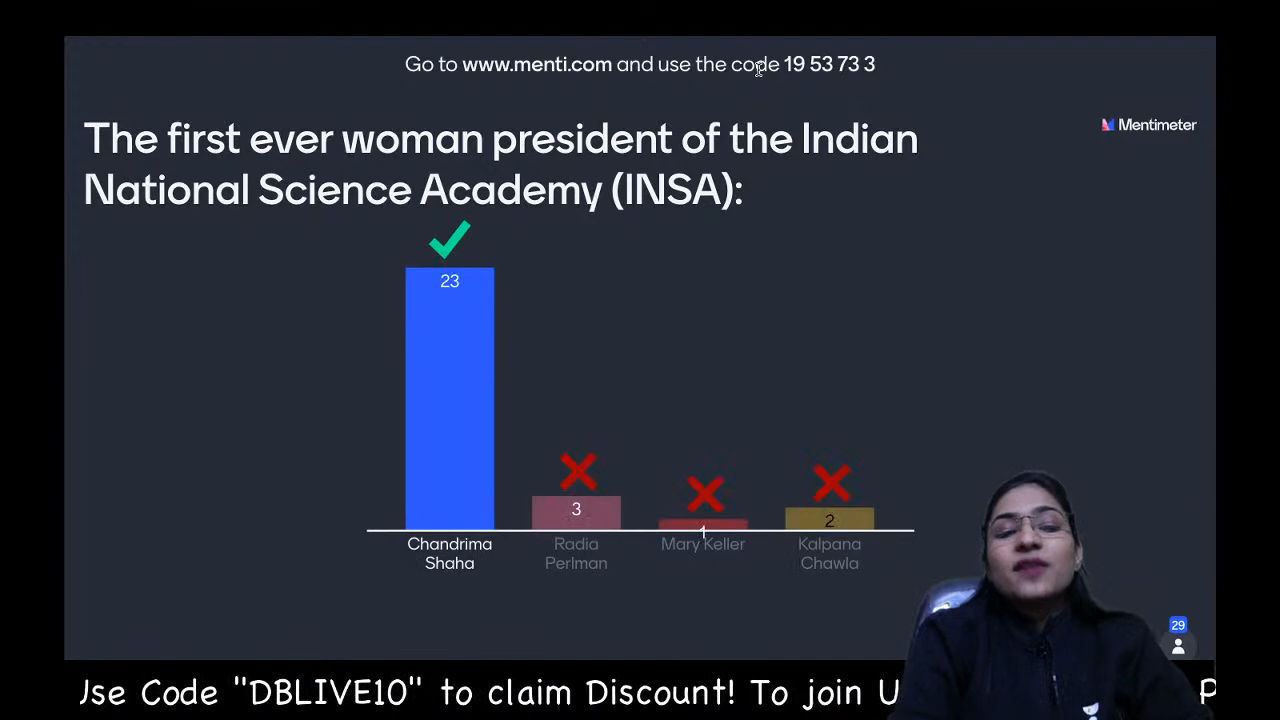 Go to www.menti.com and use the code 19 53 73 3
Mentimeter
The first ever woman president of the Indian
National Science Academy (INSA):
23
3
1
2
Chandrima
Shaha
Radia
Perlman
Mary Keller
Kalpana
Chawla
29
Use Code "DBLIVE10" to claim Discount! To join U P